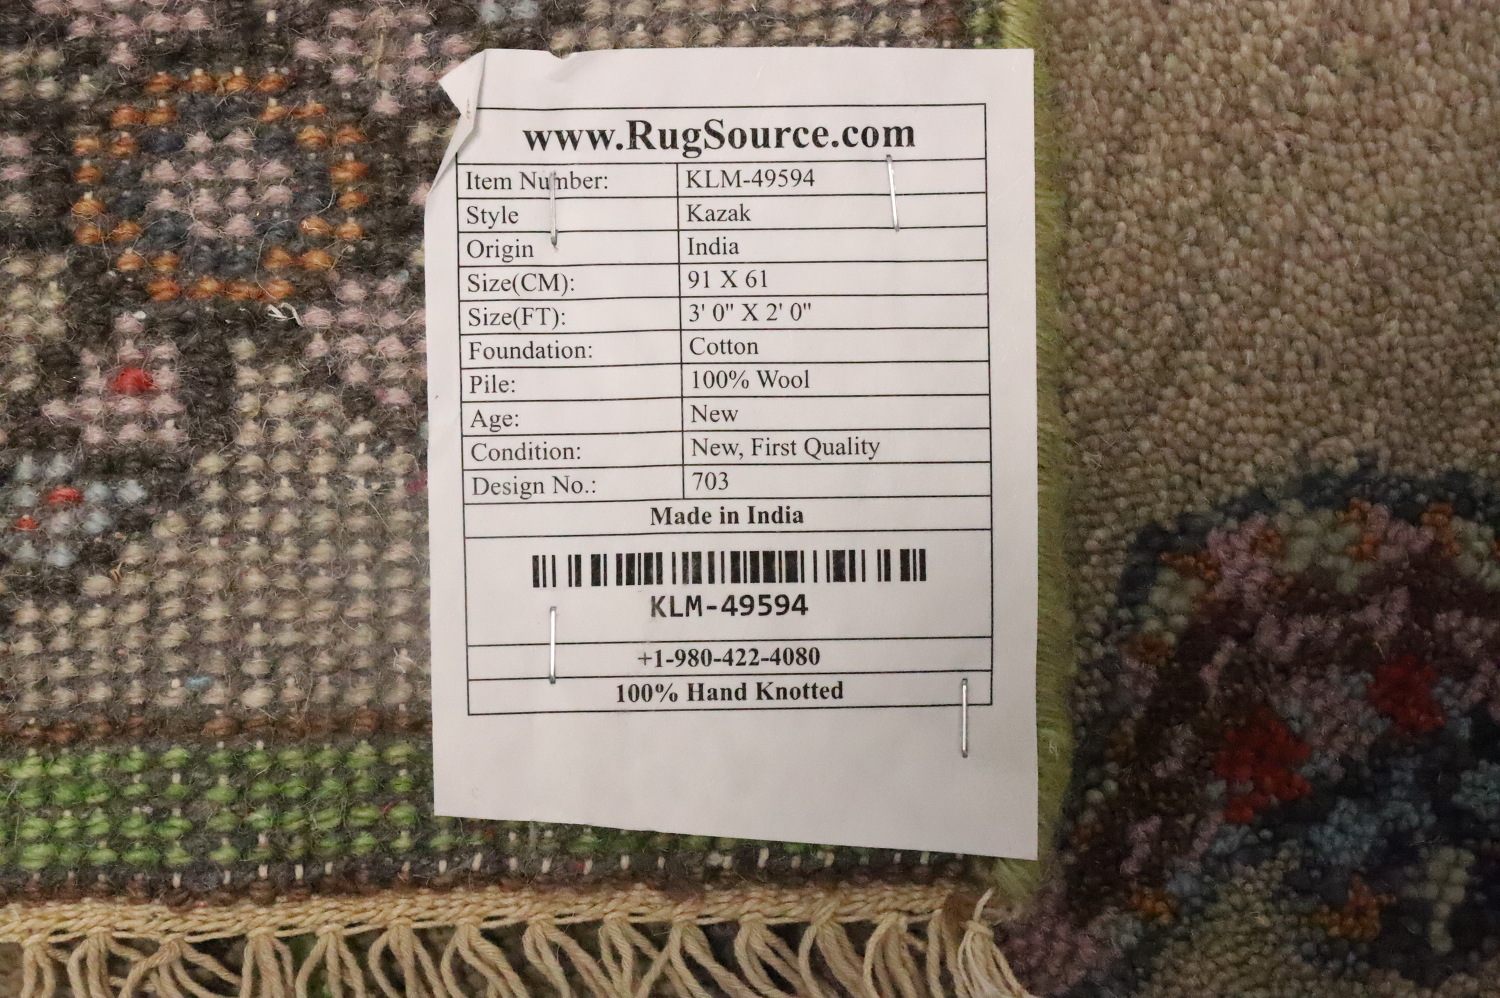 www.RugSource.com
Item Number: KLM-49594
Style Kazak
Origin India
Size(CM): 91 X 61
Size(FT): 3' 0" X 2' 0"
Foundation: Cotton
Pile: 100% Wool
Age: New
Condition: New, First Quality
Design No.: 703
Made in India
KLM-49594
+1-980-422-4080
100% Hand Knotted